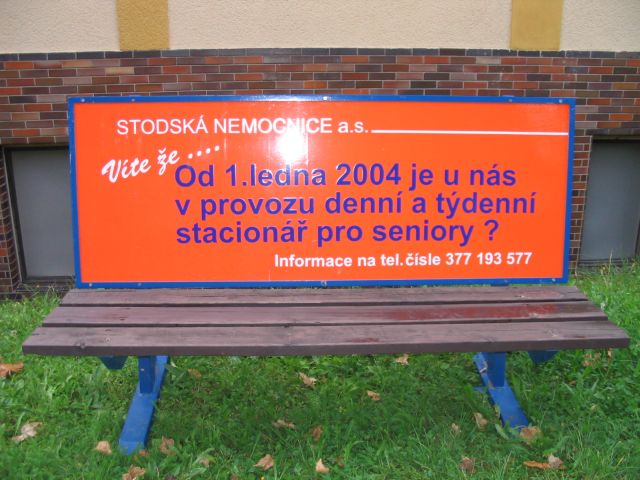 STODSKÁ NEMOCNICE a.s.
Víte že ....
Od 1.ledna 2004 je u nás
v provozu denní a týdenní
stacionář pro seniory ?
Informace na tel.čísle 377 193 577